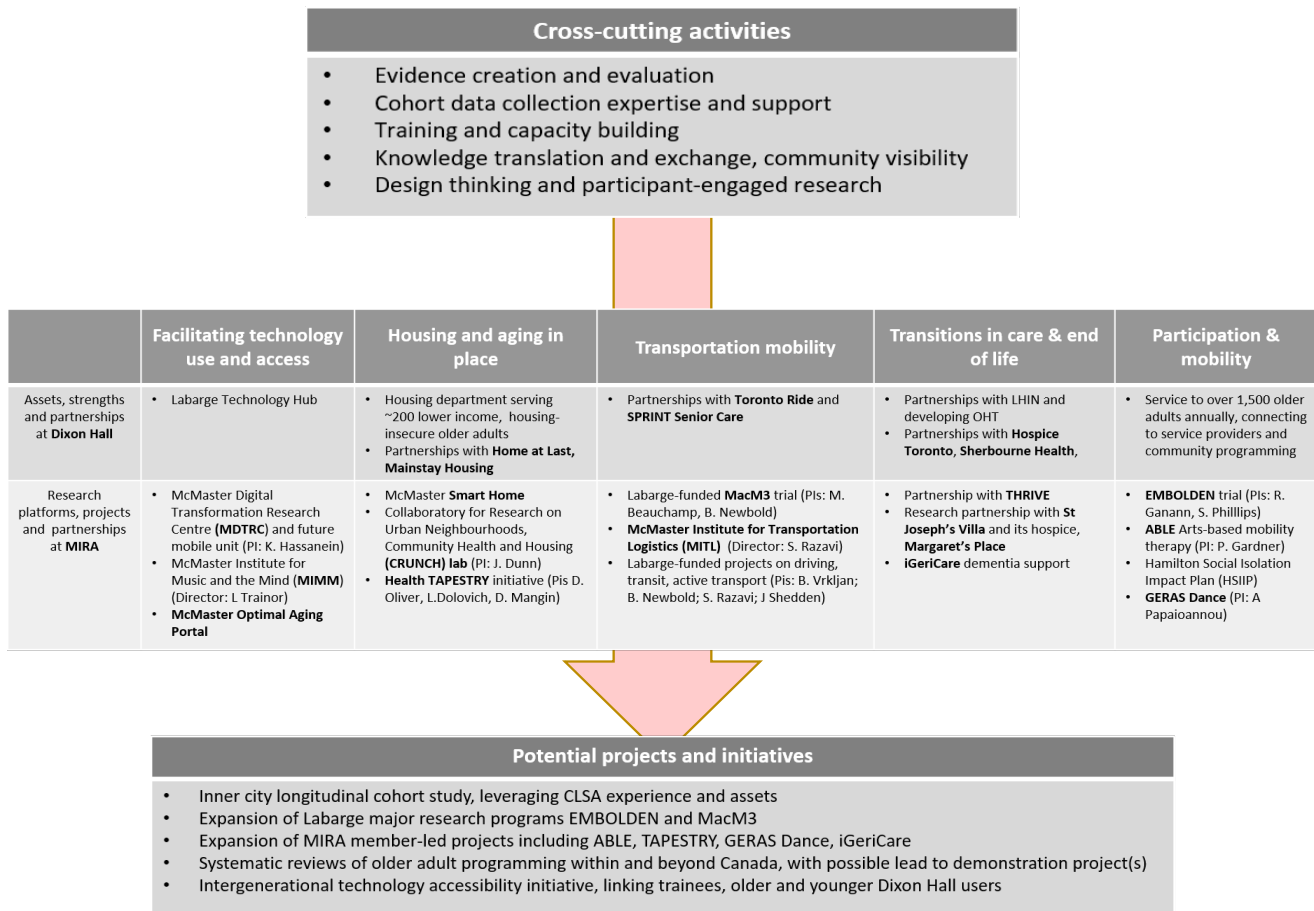 Cross-cutting activities
• Evidence creation and evaluation
• Cohort data collection expertise and support
• Training and capacity building
• Knowledge translation and exchange, community visibility
• Design thinking and participant-engaged research
Facilitating technology
use and access
Housing and aging in
place
Transportation mobility
Transitions in care & end
of life
Participation &
mobility
Assets, strengths
and partnerships
at Dixon Hall
• Labarge Technology Hub
• Housing department serving
~200 lower income, housing-
insecure older adults
• Partnerships with Home at Last,
Mainstay Housing
• Partnerships with Toronto Ride and
SPRINT Senior Care
• Partnerships with LHIN and
developing OHT
• Partnerships with Hospice
Toronto, Sherbourne Health,
• Service to over 1,500 older
adults annually, connecting
to service providers and
community programming
Research
platforms, projects
and partnerships
at MIRA
• McMaster Digital
Transformation Research
Centre (MDTRC) and future
mobile unit (PI: K. Hassanein)
• McMaster Institute for
Music and the Mind (MIMM)
(Director: L Trainor)
• McMaster Optimal Aging
Portal
• McMaster Smart Home
• Collaboratory for Research on
Urban Neighbourhoods,
Community Health and Housing
(CRUNCH) lab (PI: J. Dunn)
• Health TAPESTRY initiative (Pis D.
Oliver, L.Dolovich, D. Mangin)
• Labarge-funded MacM3 trial (PIs: M.
Beauchamp, B. Newbold)
• McMaster Institute for Transportation
Logistics (MITL) (Director: S. Razavi)
• Labarge-funded projects on driving,
transit, active transport (Pis: B. Vrkljan;
B. Newbold; S. Razavi; J Shedden)
• Partnership with THRIVE
• Research partnership with St
Joseph's Villa and its hospice,
Margaret's Place
• iGeriCare dementia support
• EMBOLDEN trial (PIs: R.
Ganann, S. Philllips)
• ABLE Arts-based mobility
therapy (PI: P. Gardner)
• Hamilton Social Isolation
Impact Plan (HSIIP)
• GERAS Dance (PI: A
Papaioannou)
Potential projects and initiatives
• Inner city longitudinal cohort study, leveraging CLSA experience and assets
• Expansion of Labarge major research programs EMBOLDEN and MacM3
• Expansion of MIRA member-led projects including ABLE, TAPESTRY, GERAS Dance, iGeriCare
• Systematic reviews of older adult programming within and beyond Canada, with possible lead to demonstration project(s)
• Intergenerational technology accessibility initiative, linking trainees, older and younger Dixon Hall users